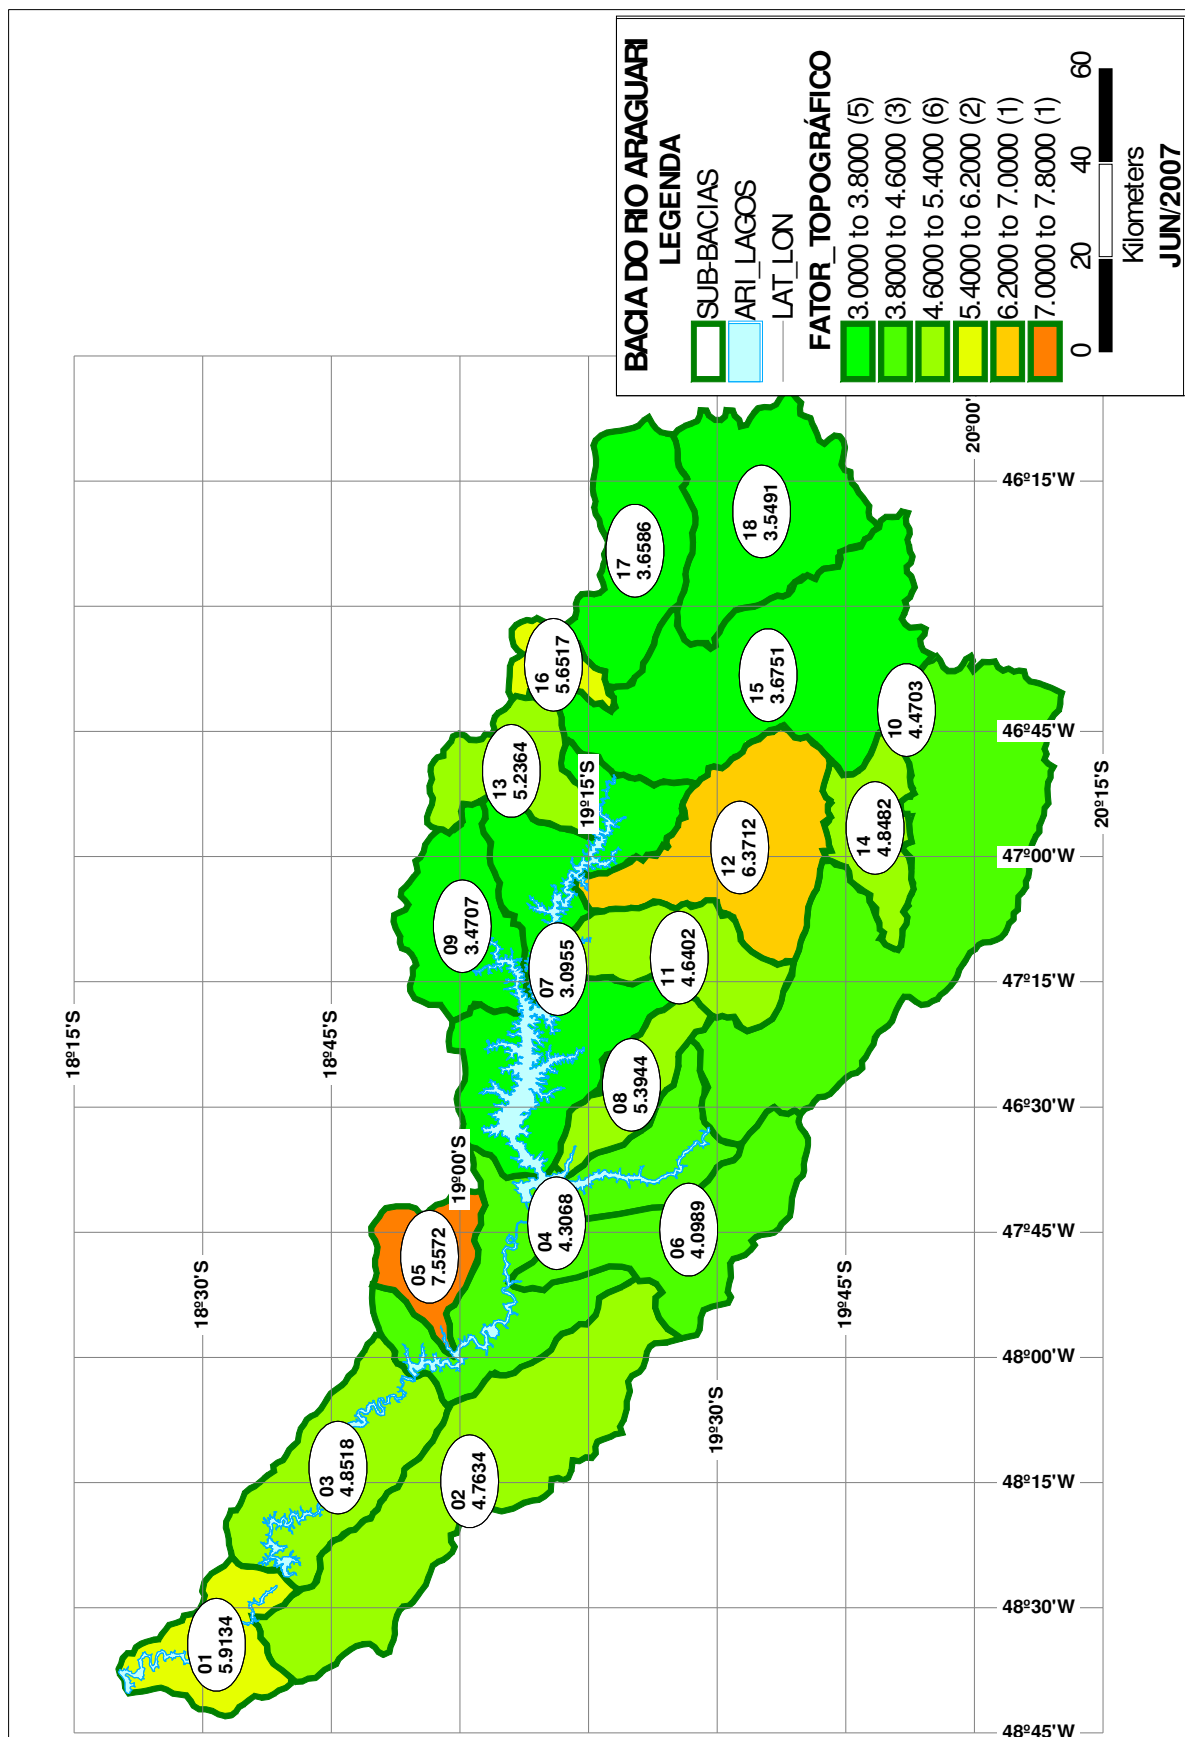 BACIA DO RIO ARAGUARI
LEGENDA
SUB-BACIAS
ARI_LAGOS
LAT_LON
FATOR_TOPOGRÁFICO
3.0000 to 3.8000 (5)
3.8000 to 4.6000 (3)
4.6000 to 5.4000 (6)
5.4000 to 6.2000 (2)
6.2000 to 7.0000 (1)
7.0000 to 7.8000 (1)
0 20 40 60
Kilometers
JUN/2007
18º15'S
18º30'S
18º45'S
19º00'S
19º15'S
19º30'S
19º45'S
20º00'
20º15'S
48º45'W
48º30'W
48º15'W
48º00'W
47º45'W
46º30'W
47º15'W
47º00'W
46º45'W
46º15'W
01
5.9134
02
4.7634
03
4.8518
04
4.3068
05
7.5572
06
4.0989
07
3.0955
08
5.3944
09
3.4707
10
4.4703
11
4.6402
12
6.3712
13
5.2364
14
4.8482
15
3.6751
16
5.6517
17
3.6586
18
3.5491